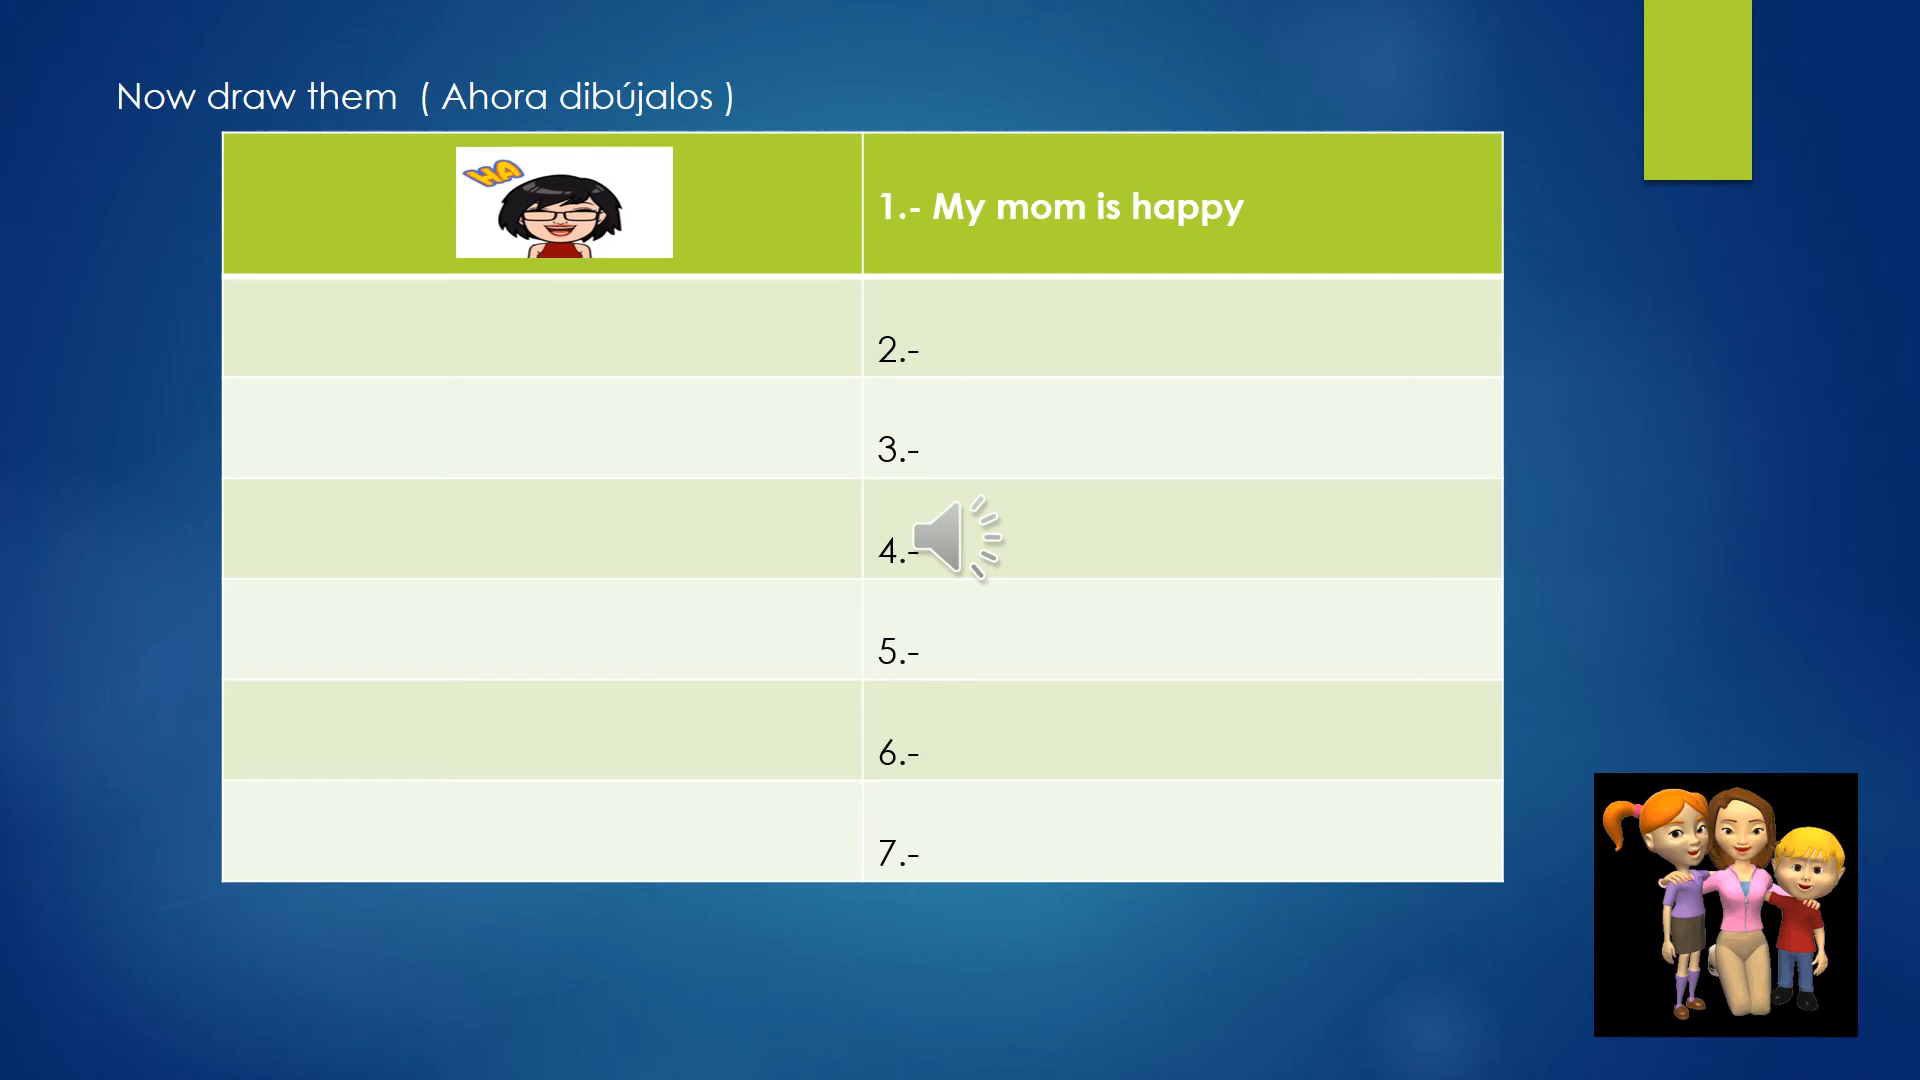 Now draw them ( Ahora dibújalos )
HA
1.- My mom is happy
2.-
3.-
4.-
5.-
6.-
7.-